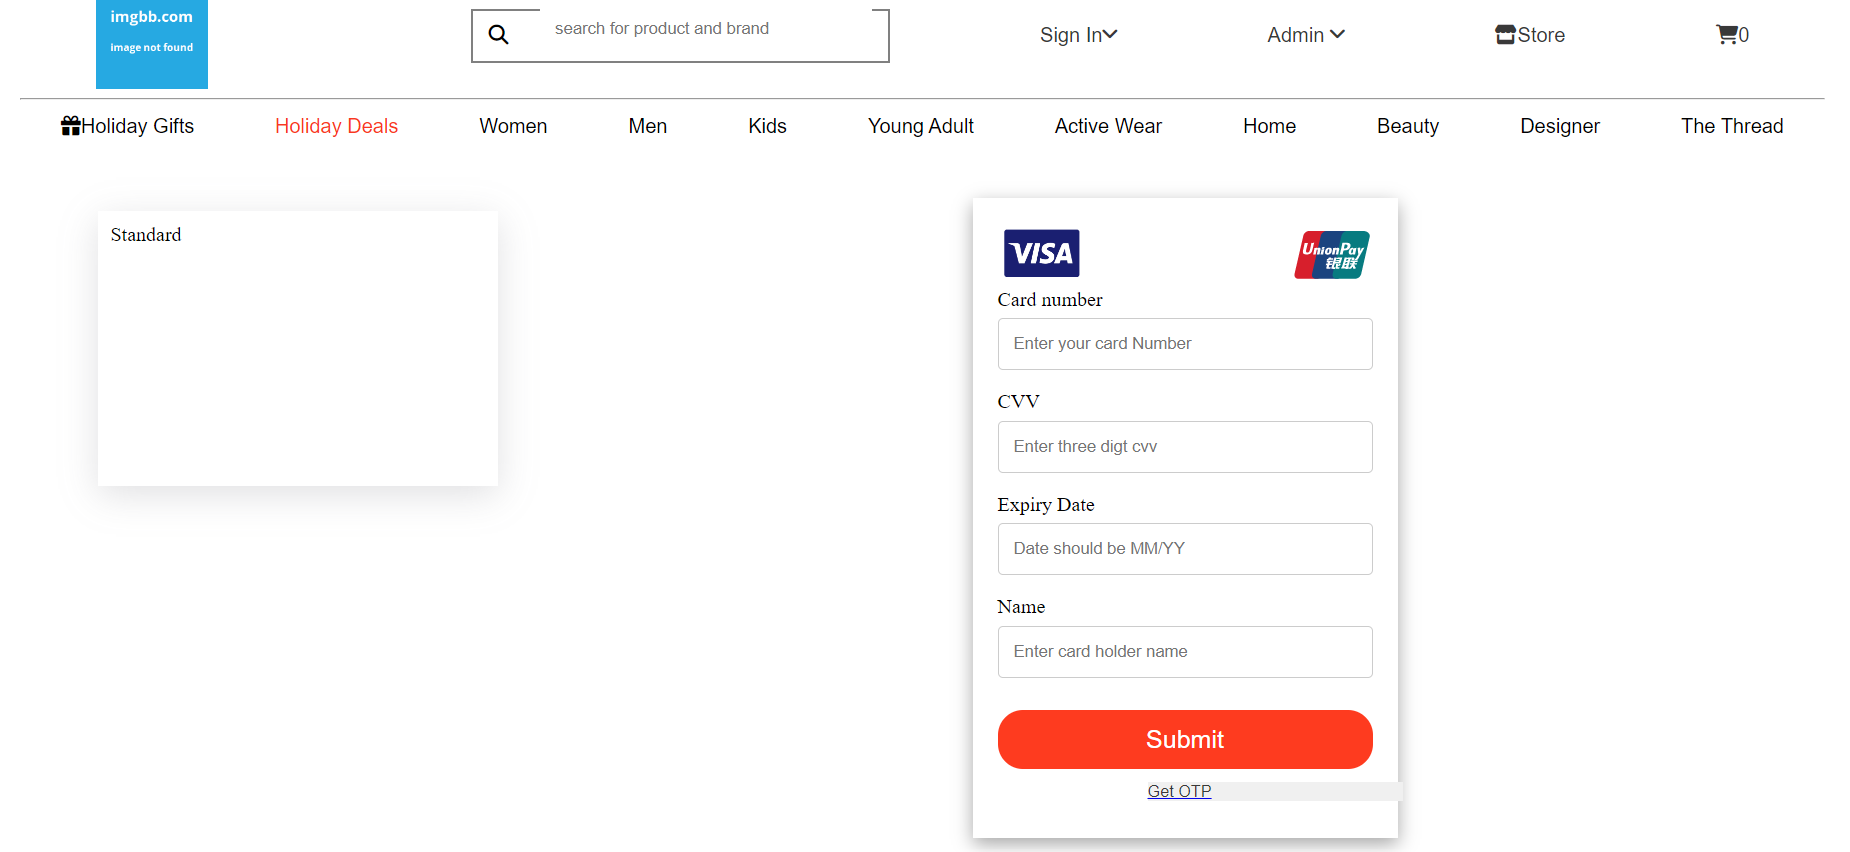 imgbb.com
image not found
search for product and brand
Sign In
Admin
Store
0
Holiday Gifts
Holiday Deals
Women
Men
Kids
Young Adult
Active Wear
Home
Beauty
Designer
The Thread
Standard
VISA
UnionPay
银联
Card number
Enter your card Number
CVV
Enter three digt cvv
Expiry Date
Date should be MM/YY
Name
Enter card holder name
Submit
Get OTP